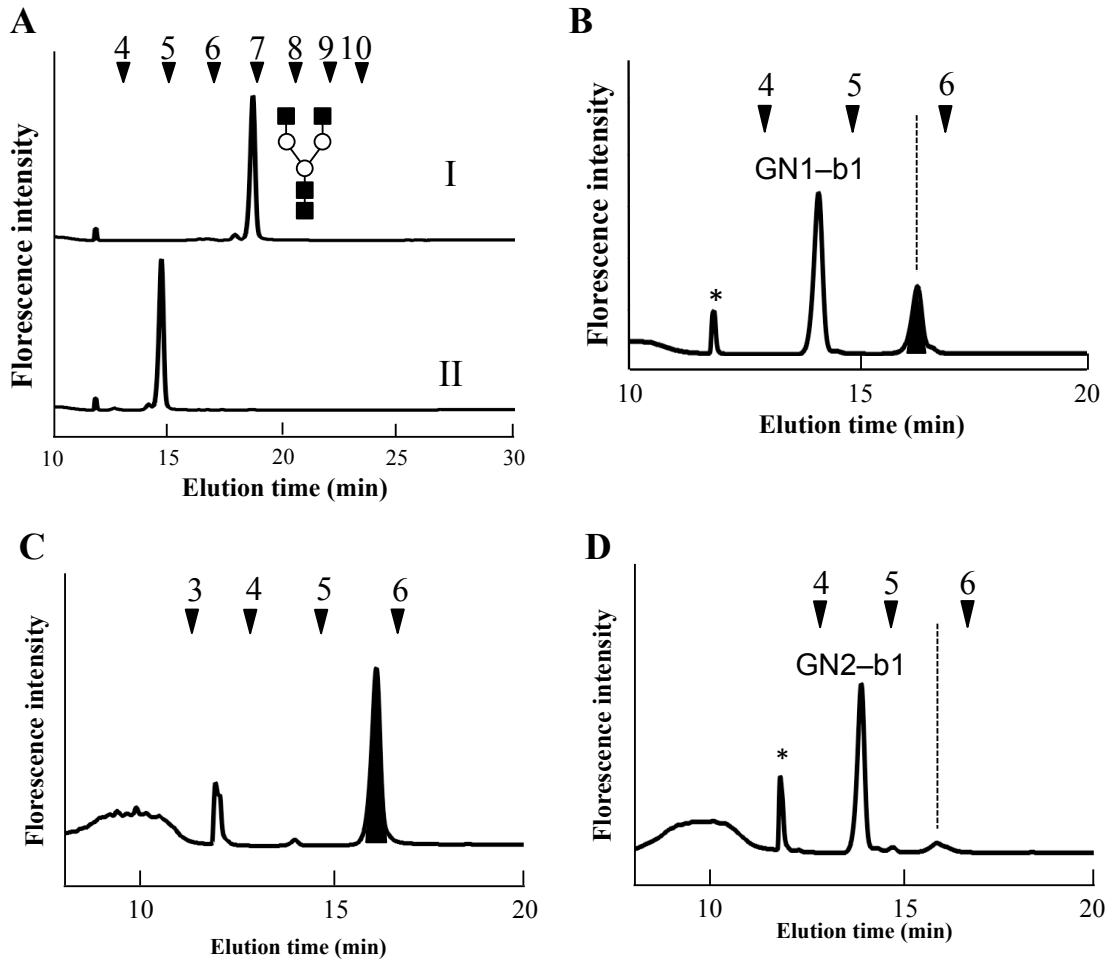 A
4 5 6 7 8 9 10
I
II
Florescence intensity
10 15 20 25 30
Elution time (min)
B
4 5 6
GN1–b1
*
Florescence intensity
10 15 20
Elution time (min)
C
3 4 5 6
Florescence intensity
10 15 20
Elution time (min)
D
4 5 6
GN2–b1
*
Florescence intensity
10 15 20
Elution time (min)